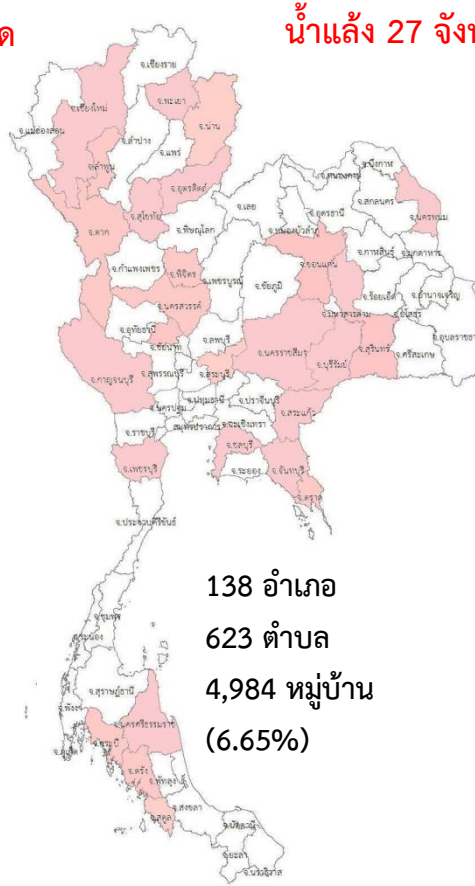 ด
น้ำแล้ง 27 จังห
จ.เชียงราย
จ.เชียงใหม่
จ.พะเยา
จ.น่าน
จ.แม่ฮ่องสอน
จ.ลำปาง
จ.แพร่
จ.ลำพูน
จ.อุตรดิตถ์
จ.บึงกาฬ
จ.หนองคาย
จ.เลย
จ.อุดรธานี
จ.สกลนคร
จ.นครพนม
จ.สุโขทัย
จ.ตาก
จ.พิษณุโลก
จ.หนองบัวลำภู
จ.ขอนแก่น
จ.กาฬสินธุ์
จ.มุกดาหาร
จ.กำแพงเพชร
จ.พิจิตร
จ.เพชรบูรณ์
จ.ชัยภูมิ
จ.ร้อยเอ็ด
จ.อำนาจเจริญ
จ.นครสวรรค์
จ.มหาสารคาม
จ.ยโสธร
จ.อุทัยธานี
จ.ชัยนาท
จ.ลพบุรี
จ.นครราชสีมา
จ.บุรีรัมย์
จ.สุรินทร์
จ.ศรีสะเกษ
จ.อุบลราชธา
จ.กาญจนบุรี
จ.สุพรรณบุรี
จ.สระบุรี
จ.นครปฐม
จ.ปทุมธานี
จ.ปราจีนบุรี
จ.สระแก้ว
จ.ราชบุรี
สมุทรปราการ
จ.ฉะเชิงเทรา
จ.เพชรบุรี
จ.ชลบุรี
จ.ระยอง
จ.จันทบุรี
จ.ตราด
จ.ประจวบคีรีขันธ์
138 อำเภอ
623 ตำบล
4,984 หมู่บ้าน
(6.65%)
จ.ชุมพร
จ.ระนอง
จ.สุราษฎ์ธานี
จ.พังงา
จ.นครศรีธรรมราช
จ.กระบี่
จ.ภูเก็ต
จ.ตรัง
จ.พัทลุง
จ.สตูล
จ.สงขลา
จ.ปัตตานี
จ.ยะลา
จ.นราธิวาส